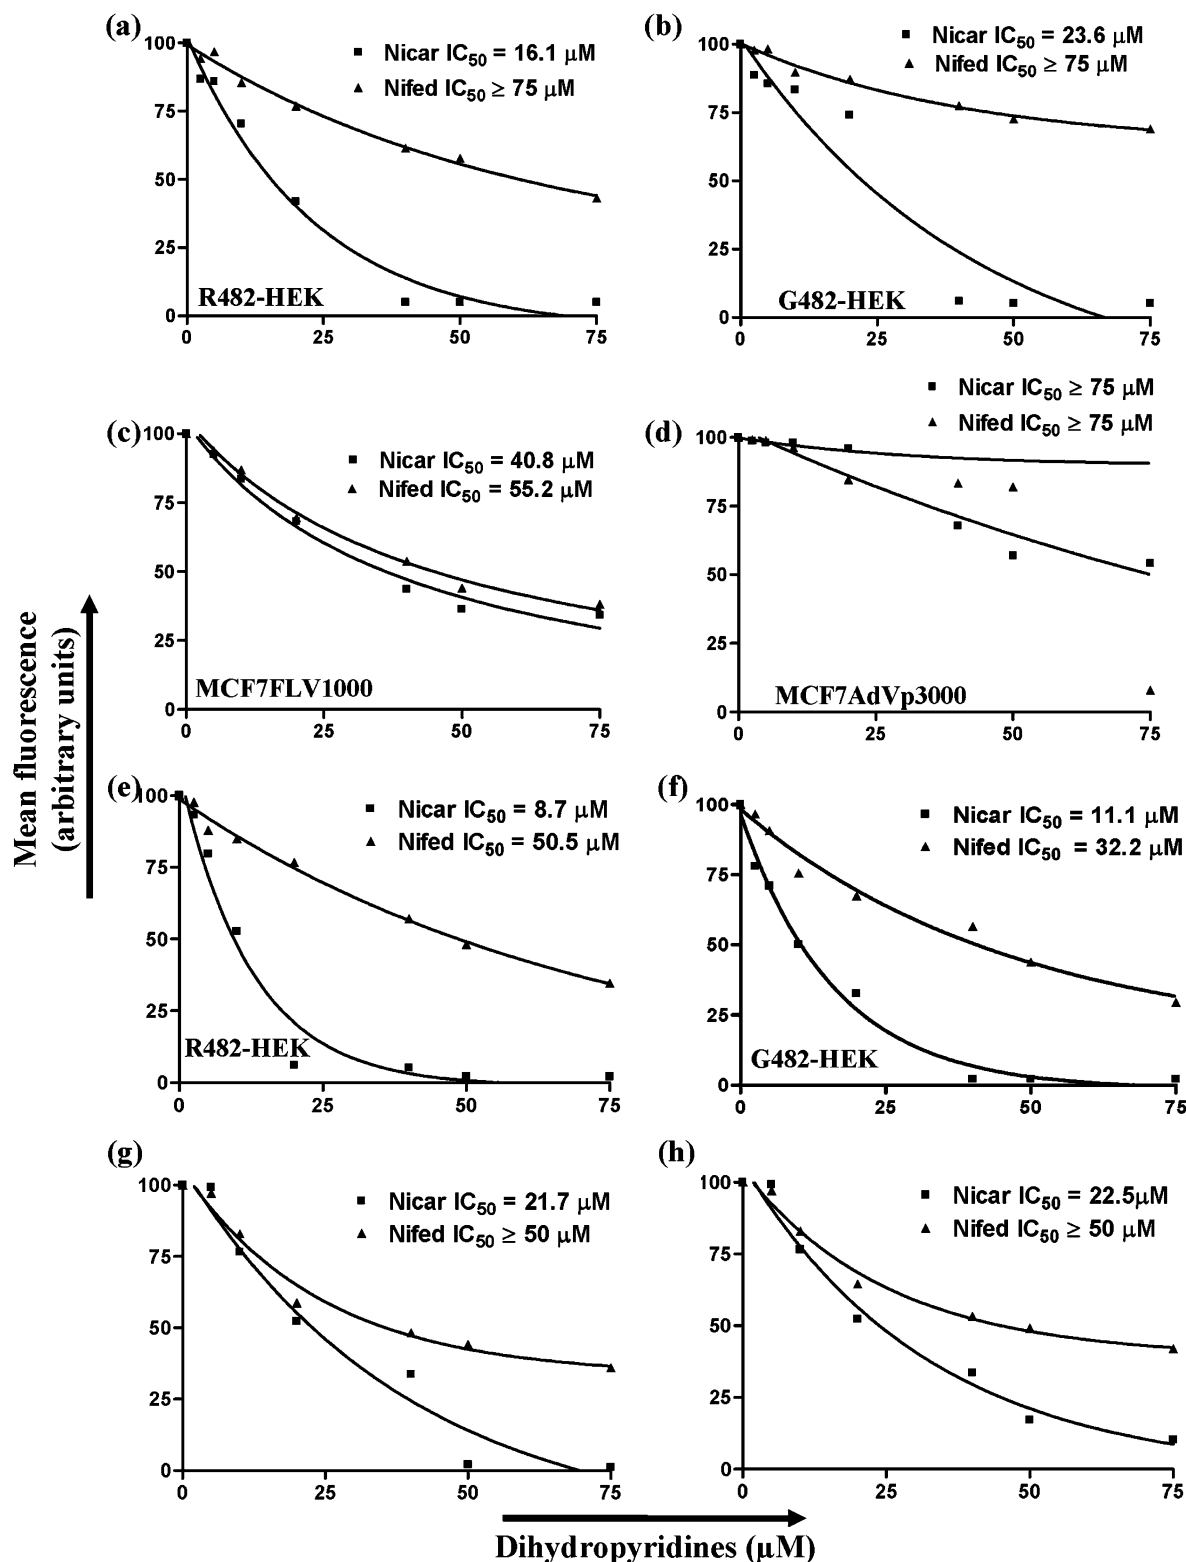 (a)
Nicar IC50 = 16.1 μM
Nifed IC50 ≥ 75 μM
100
75
50
25
0
R482-HEK
0 25 50 75
(b)
Nicar IC50 = 23.6 μM
Nifed IC50 ≥ 75 μM
100
75
50
25
0
G482-HEK
0 25 50 75
(c)
Nicar IC50 = 40.8 μM
Nifed IC50 = 55.2 μM
100
75
50
25
0
MCF7FLV1000
0 25 50 75
(d)
Nicar IC50 ≥ 75 μM
Nifed IC50 ≥ 75 μM
100
75
50
25
0
MCF7AdVp3000
0 25 50 75
Mean fluorescence
(arbitrary units)
(e)
Nicar IC50 = 8.7 μM
Nifed IC50 = 50.5 μM
100
75
50
25
0
R482-HEK
0 25 50 75
(f)
Nicar IC50 = 11.1 μM
Nifed IC50 = 32.2 μM
100
75
50
25
0
G482-HEK
0 25 50 75
(g)
Nicar IC50 = 21.7 μM
Nifed IC50 ≥ 50 μM
100
75
50
25
0
0 25 50 75
(h)
Nicar IC50 = 22.5μM
Nifed IC50 ≥ 50 μM
100
75
50
25
0
0 25 50 75
Dihydropyridines (μM)